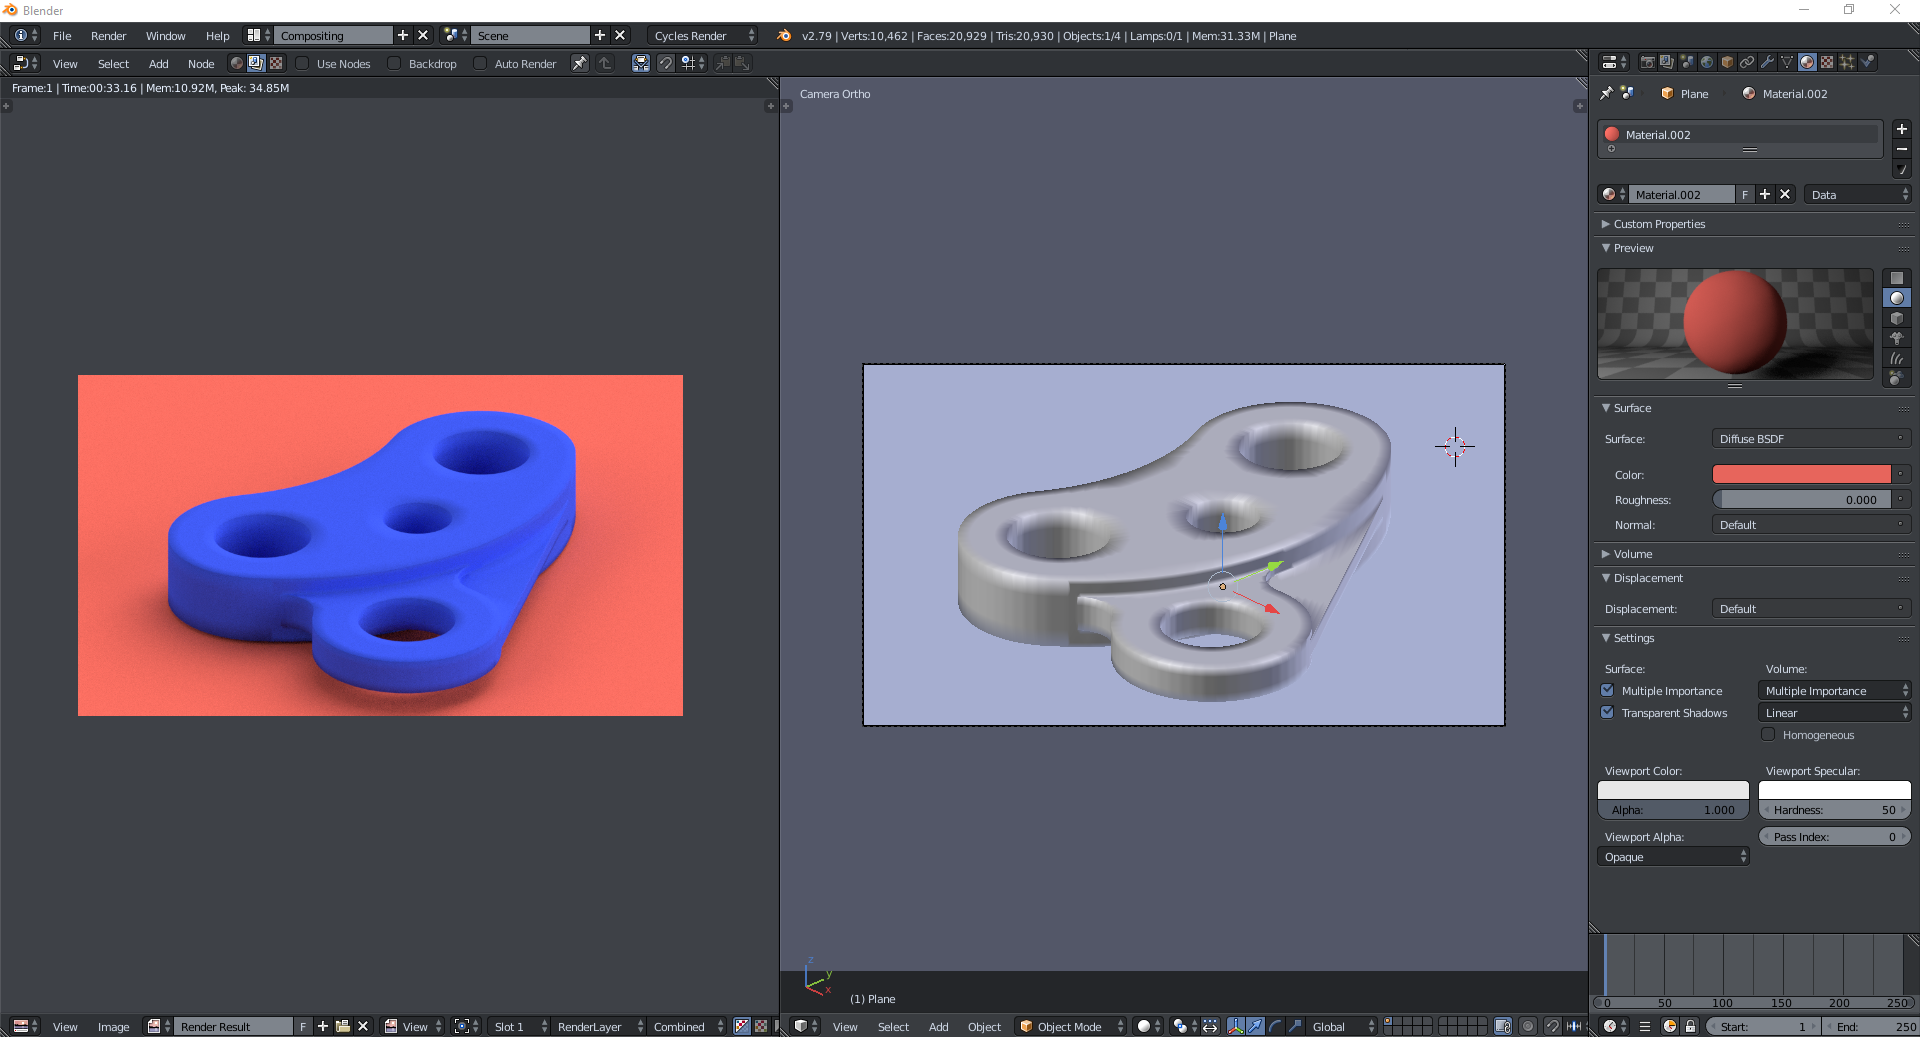 Blender
File Render Window Help Compositing Scene Cycles Render v2.79 | Verts:10,462 | Faces:20,929 | Tris:20,930 | Objects:1/4 | Lamps:0/1 | Mem:31.33M | Plane
View Select Add Node Use Nodes Backdrop Auto Render
Frame:1 | Time:00:33.16 | Mem:10.92M, Peak: 34.85M
Camera Ortho
z
y
x
(1) Plane
View Image Render Result F View Slot 1 RenderLayer Combined
View Select Add Object Object Mode Global
Plane Material.002
Material.002
Material.002 F Data
Custom Properties
Preview
Surface
Surface: Diffuse BSDF
Color:
Roughness: 0.000
Normal: Default
Volume
Displacement
Displacement: Default
Settings
Surface: Volume:
Multiple Importance Multiple Importance
Transparent Shadows Linear
Homogeneous
Viewport Color: Viewport Specular:
Alpha: 1.000 Hardness: 50
Viewport Alpha: Pass Index: 0
Opaque
0 50 100 150 200 250
Start: 1 End: 250